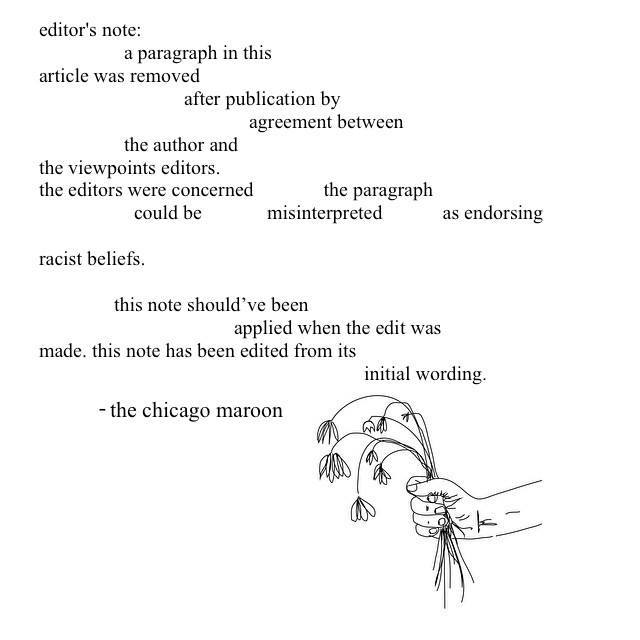 editor's note:
a paragraph in this
article was removed
after publication by
agreement between
the author and
the viewpoints editors.
the editors were concerned the paragraph
could be misinterpreted as endorsing
racist beliefs.
this note should’ve been
applied when the edit was
made. this note has been edited from its
initial wording.
- the chicago maroon